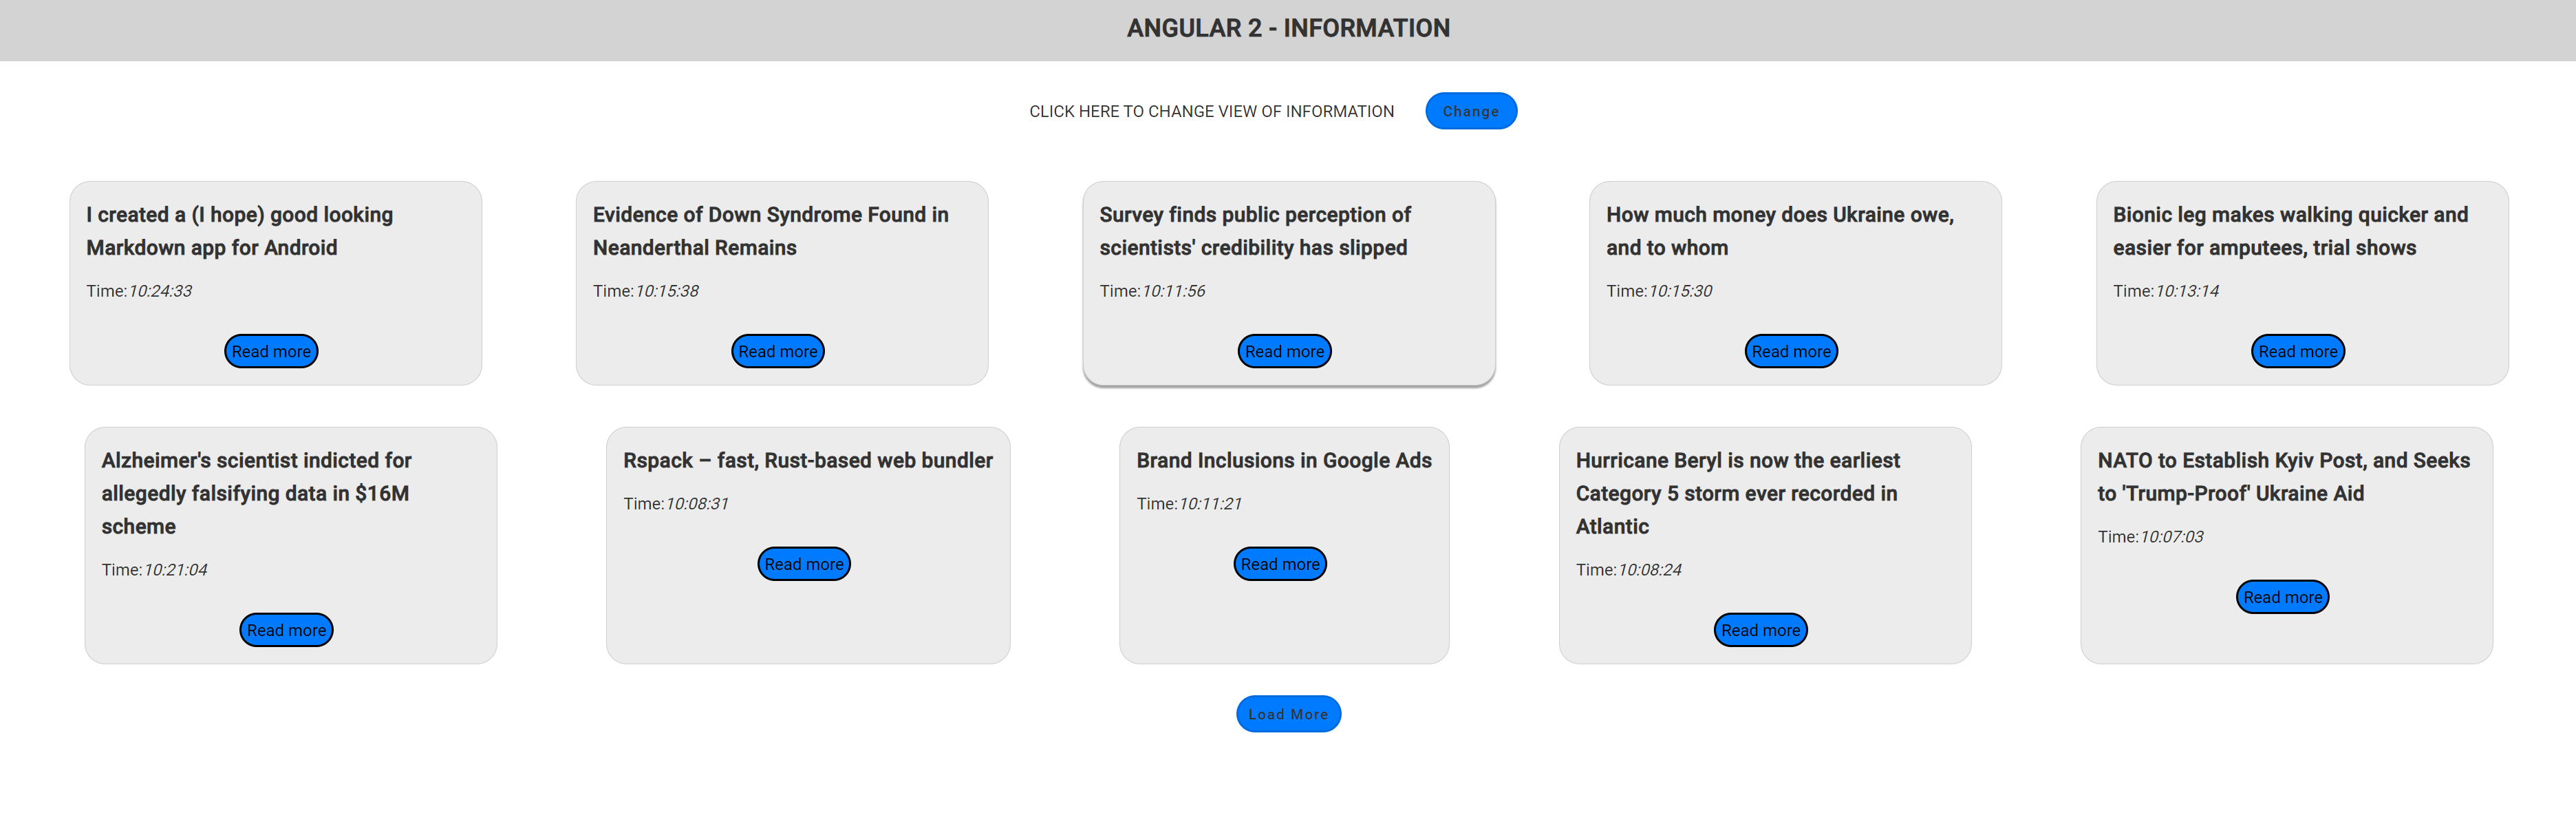 ANGULAR 2 - INFORMATION
CLICK HERE TO CHANGE VIEW OF INFORMATION
Change
I created a (I hope) good looking
Markdown app for Android
Time:10:24:33
Read more
Evidence of Down Syndrome Found in
Neanderthal Remains
Time:10:15:38
Read more
Survey finds public perception of
scientists' credibility has slipped
Time:10:11:56
Read more
How much money does Ukraine owe,
and to whom
Time:10:15:30
Read more
Bionic leg makes walking quicker and
easier for amputees, trial shows
Time:10:13:14
Read more
Alzheimer's scientist indicted for
allegedly falsifying data in $16M
scheme
Time:10:21:04
Read more
Rspack – fast, Rust-based web bundler
Time:10:08:31
Read more
Brand Inclusions in Google Ads
Time:10:11:21
Read more
Hurricane Beryl is now the earliest
Category 5 storm ever recorded in
Atlantic
Time:10:08:24
Read more
NATO to Establish Kyiv Post, and Seeks
to 'Trump-Proof' Ukraine Aid
Time:10:07:03
Read more
Load More